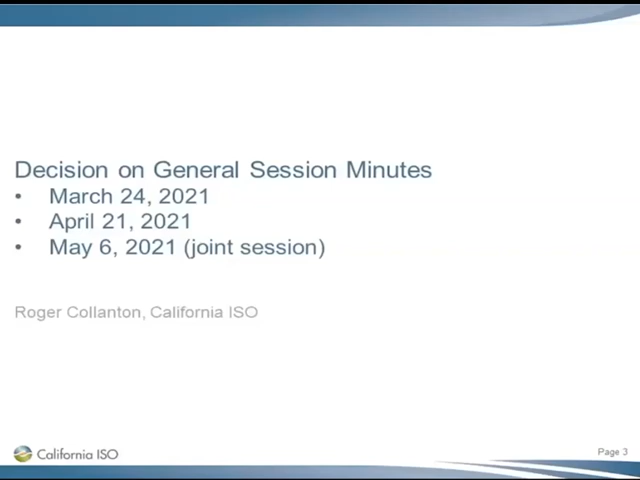 Decision on General Session Minutes
• March 24, 2021
• April 21, 2021
• May 6, 2021 (joint session)
Roger Collanton, California ISO
California ISO
Page 3